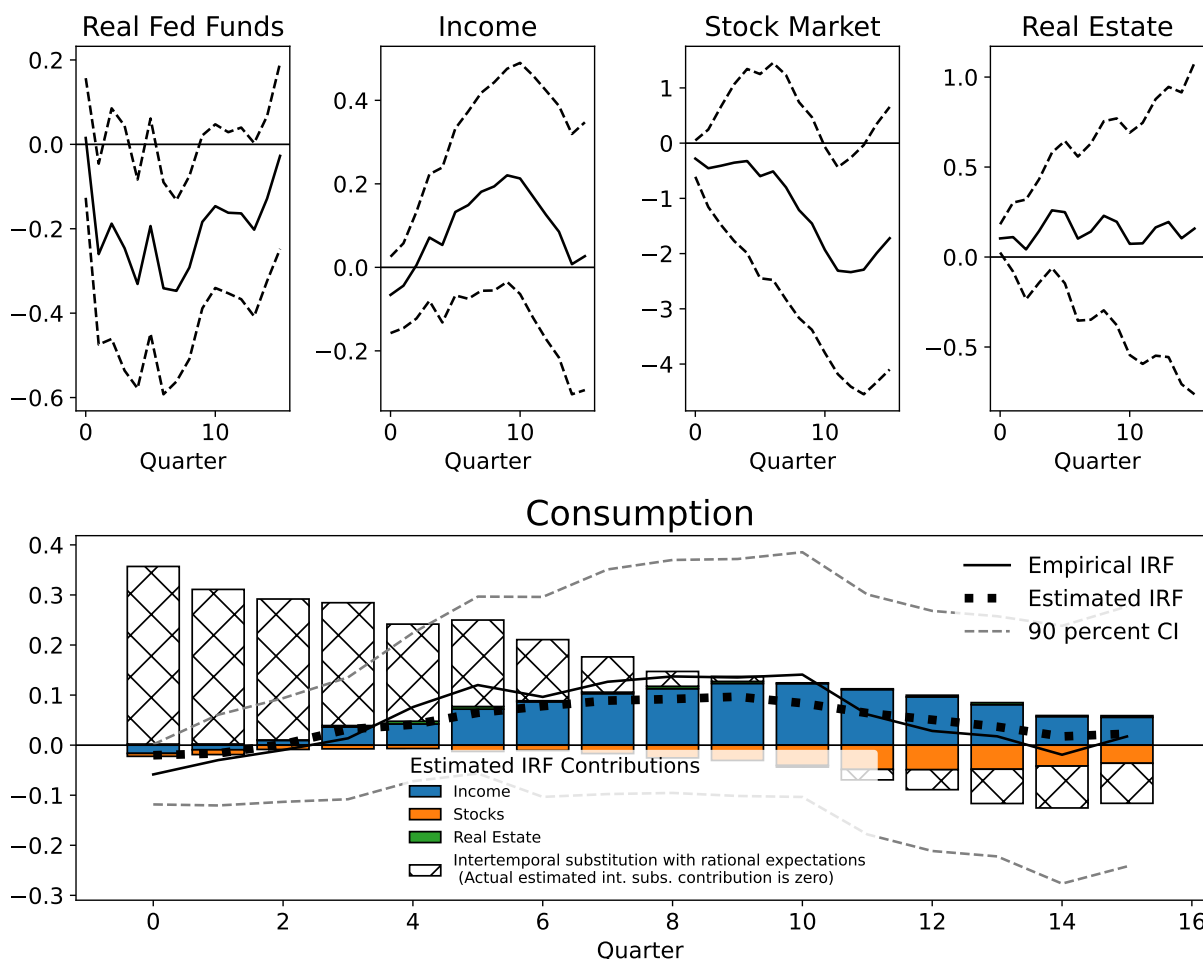 Real Fed Funds
Income
Stock Market
Real Estate
0.2
0.0
−0.2
−0.4
−0.6
0
10
Quarter
0.4
0.2
0.0
−0.2
0
10
Quarter
1
0
−1
−2
−3
−4
0
10
Quarter
1.0
0.5
0.0
−0.5
0
10
Quarter
Consumption
0.4
0.3
0.2
0.1
0.0
−0.1
−0.2
−0.3
Empirical IRF
Estimated IRF
90 percent CI
Estimated IRF Contributions
Income
Stocks
Real Estate
Intertemporal substitution with rational expectations
(Actual estimated int. subs. contribution is zero)
0 2 4 6 8 10 12 14 16
Quarter